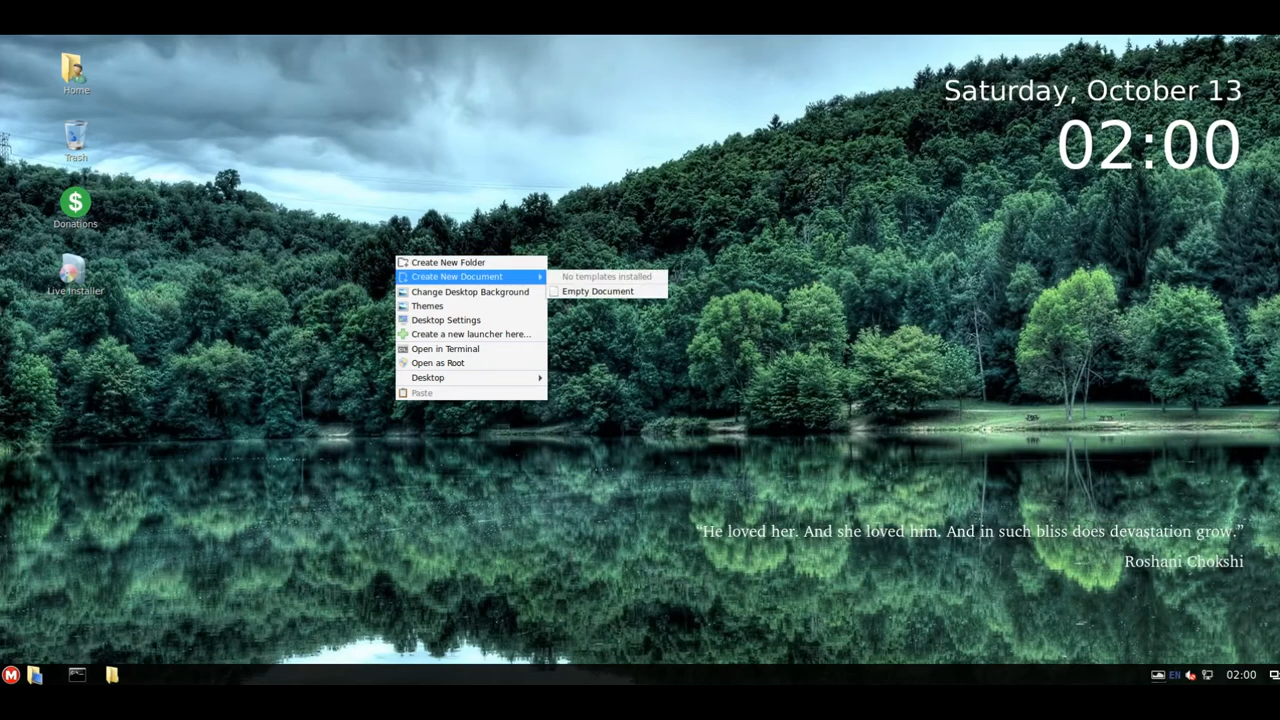 Home
Trash
Donations
Live Installer
Saturday, October 13
02:00
Create New Folder
Create New Document
No templates installed
Empty Document
Change Desktop Background
Themes
Desktop Settings
Create a new launcher here...
Open in Terminal
Open as Root
Desktop
Paste
“He loved her. And she loved him. And in such bliss does devastation grow.”
Roshani Chokshi
M
EN
02:00